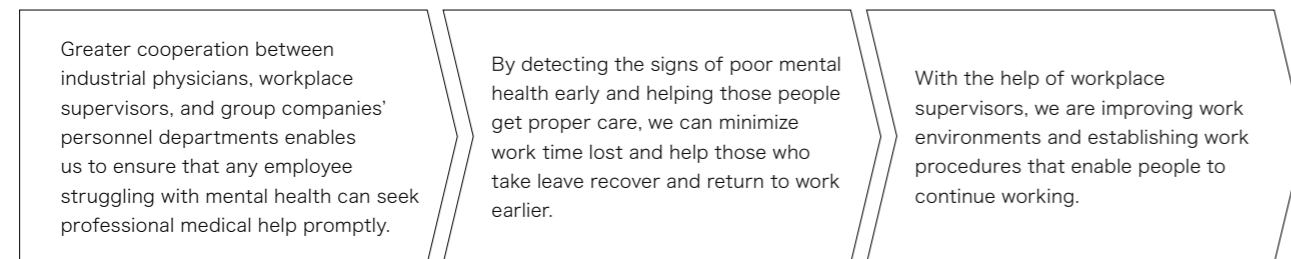 Greater cooperation between
industrial physicians, workplace
supervisors, and group companies’
personnel departments enables
us to ensure that any employee
struggling with mental health can seek
professional medical help promptly.
By detecting the signs of poor mental
health early and helping those people
get proper care, we can minimize
work time lost and help those who
take leave recover and return to work
earlier.
With the help of workplace
supervisors, we are improving work
environments and establishing work
procedures that enable people to
continue working.